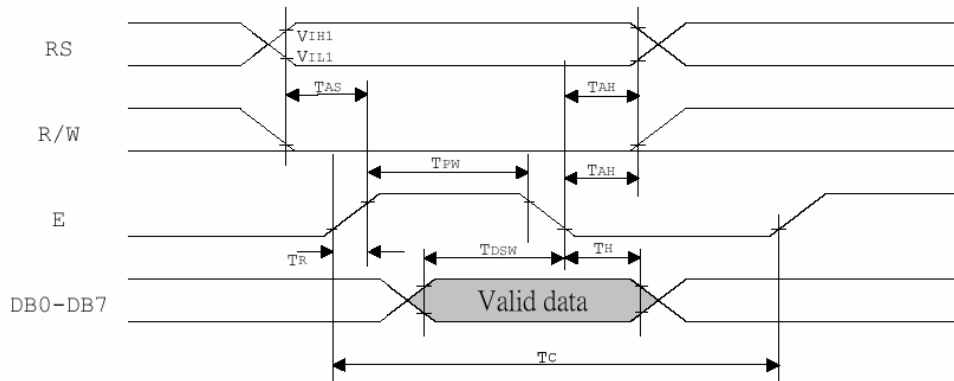 RS
VIH1
VIL1
TAS
TAH
R/W
TPW
TAH
E
TR
TDSW
TH
DB0-DB7
Valid data
TC